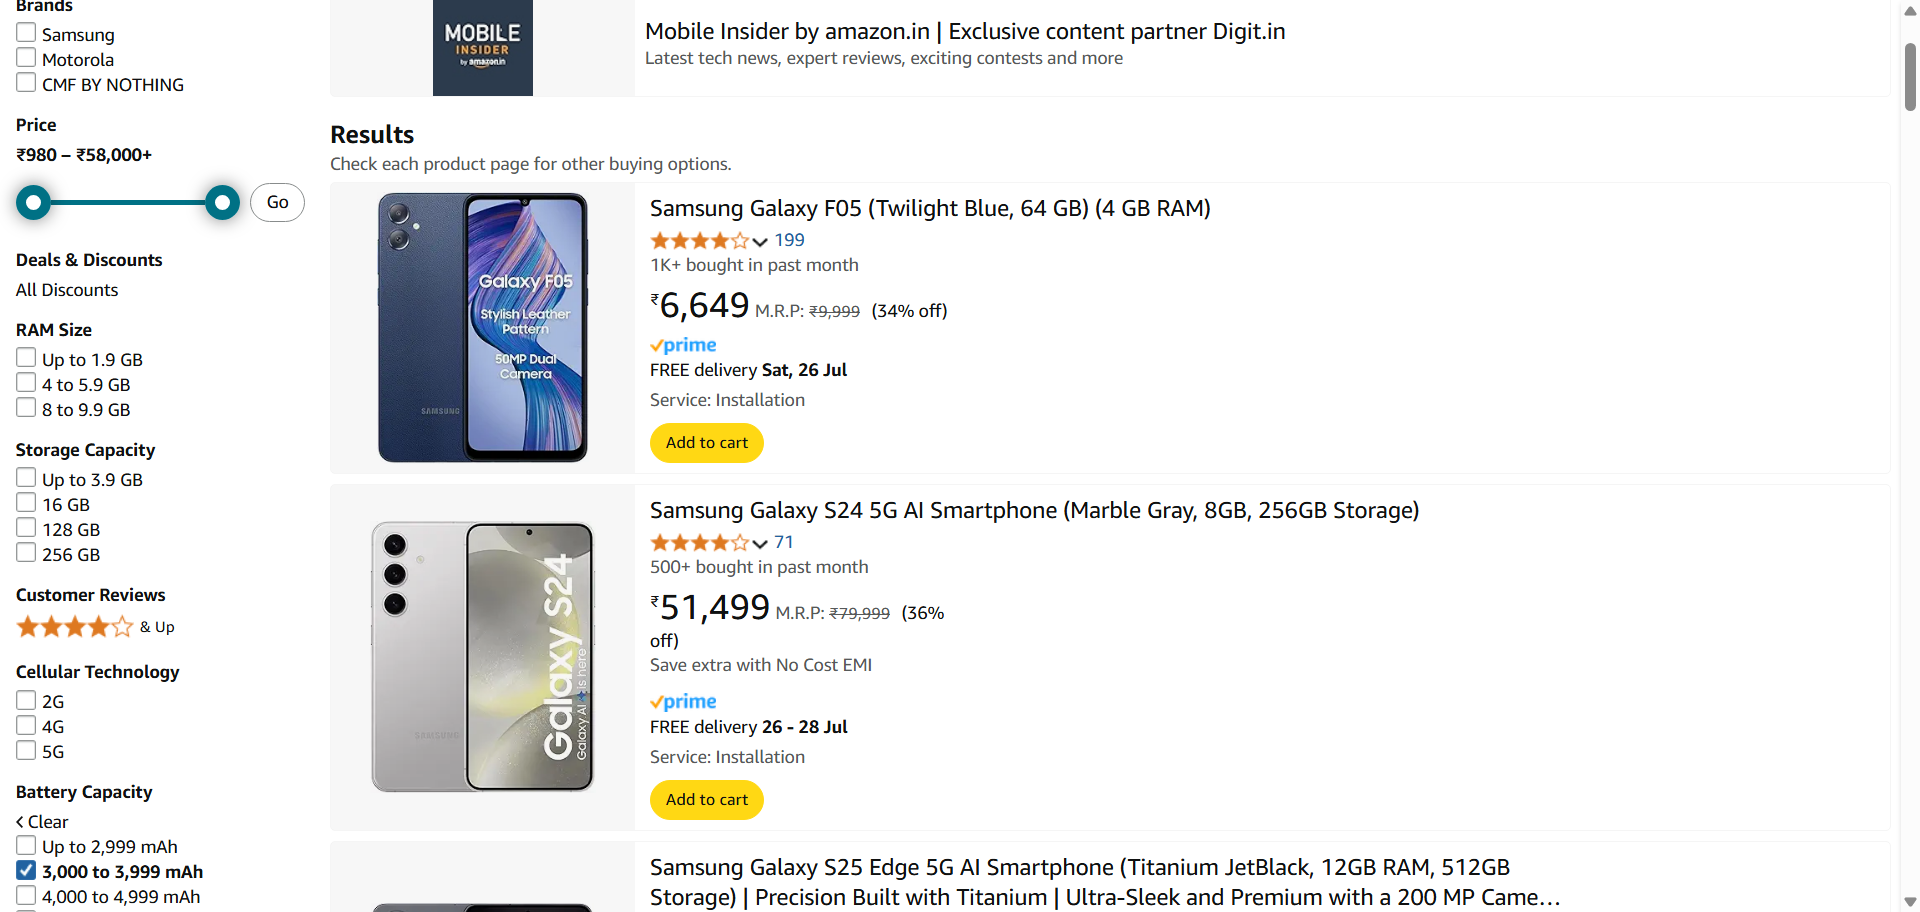 Brands
Samsung
Motorola
CMF BY NOTHING
Price
₹980 – ₹58,000+
Go
Deals & Discounts
All Discounts
RAM Size
Up to 1.9 GB
4 to 5.9 GB
8 to 9.9 GB
Storage Capacity
Up to 3.9 GB
16 GB
128 GB
256 GB
Customer Reviews
& Up
Cellular Technology
2G
4G
5G
Battery Capacity
Clear
Up to 2,999 mAh
3,000 to 3,999 mAh
4,000 to 4,999 mAh
MOBILE
INSIDER
by amazon.in
Mobile Insider by amazon.in | Exclusive content partner Digit.in
Latest tech news, expert reviews, exciting contests and more
Results
Check each product page for other buying options.
Galaxy F05
Stylish Leather
Pattern
50MP Dual
Camera
SAMSUNG
Samsung Galaxy F05 (Twilight Blue, 64 GB) (4 GB RAM)
199
1K+ bought in past month
₹6,649 M.R.P: ₹9,999 (34% off)
prime
FREE delivery Sat, 26 Jul
Service: Installation
Add to cart
Galaxy S24
Galaxy AI is here
SAMSUNG
Samsung Galaxy S24 5G AI Smartphone (Marble Gray, 8GB, 256GB Storage)
71
500+ bought in past month
₹51,499 M.R.P: ₹79,999 (36%
off)
Save extra with No Cost EMI
prime
FREE delivery 26 - 28 Jul
Service: Installation
Add to cart
Samsung Galaxy S25 Edge 5G AI Smartphone (Titanium JetBlack, 12GB RAM, 512GB
Storage) | Precision Built with Titanium | Ultra-Sleek and Premium with a 200 MP Came…